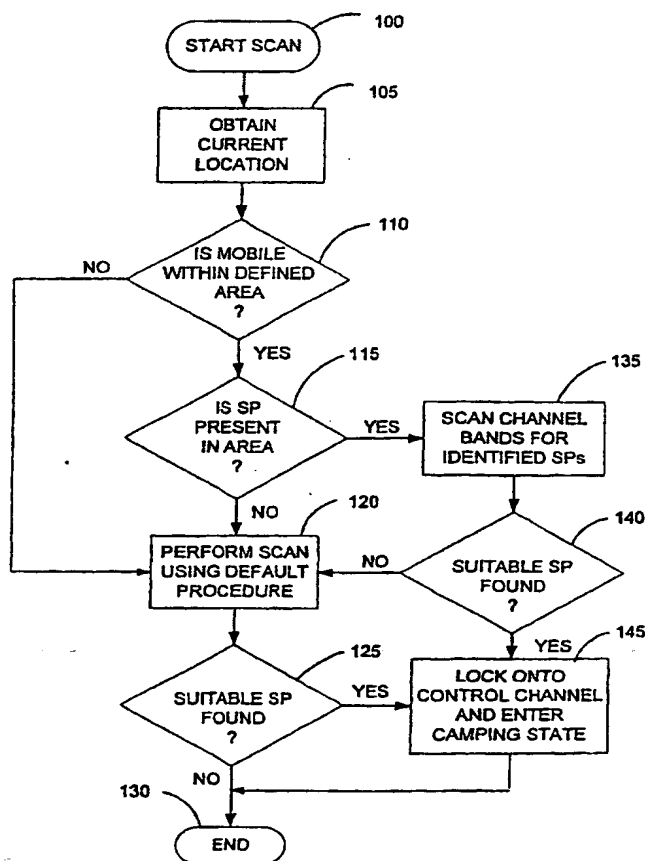 100
START SCAN
105
OBTAIN
CURRENT
LOCATION
110
NO
IS MOBILE
WITHIN DEFINED
AREA
?
YES
115
135
IS SP
PRESENT
IN AREA
?
YES
SCAN CHANNEL
BANDS FOR
IDENTIFIED SPs
NO
120
140
PERFORM SCAN
USING DEFAULT
PROCEDURE
NO
SUITABLE SP
FOUND
?
YES
145
125
SUITABLE SP
FOUND
?
YES
LOCK ONTO
CONTROL CHANNEL
AND ENTER
CAMPING STATE
NO
130
END